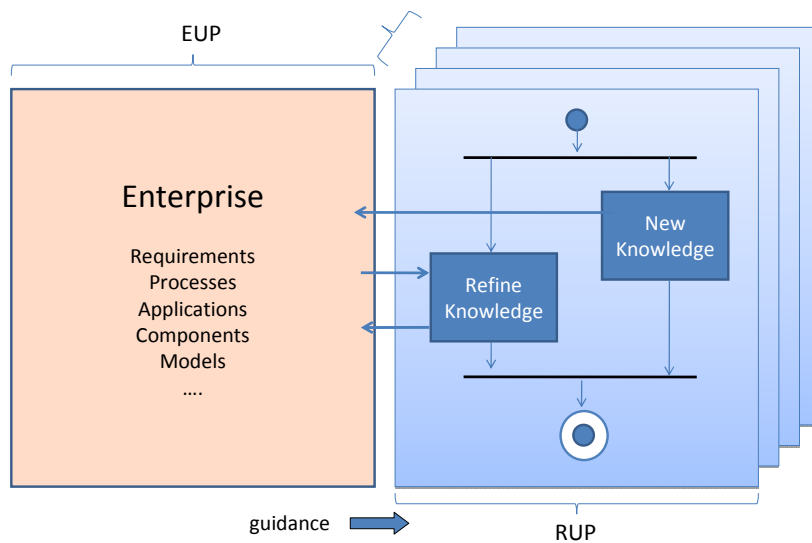 EUP
Enterprise
Requirements
Processes
Applications
Components
Models
….
New
Knowledge
Refine
Knowledge
guidance
RUP